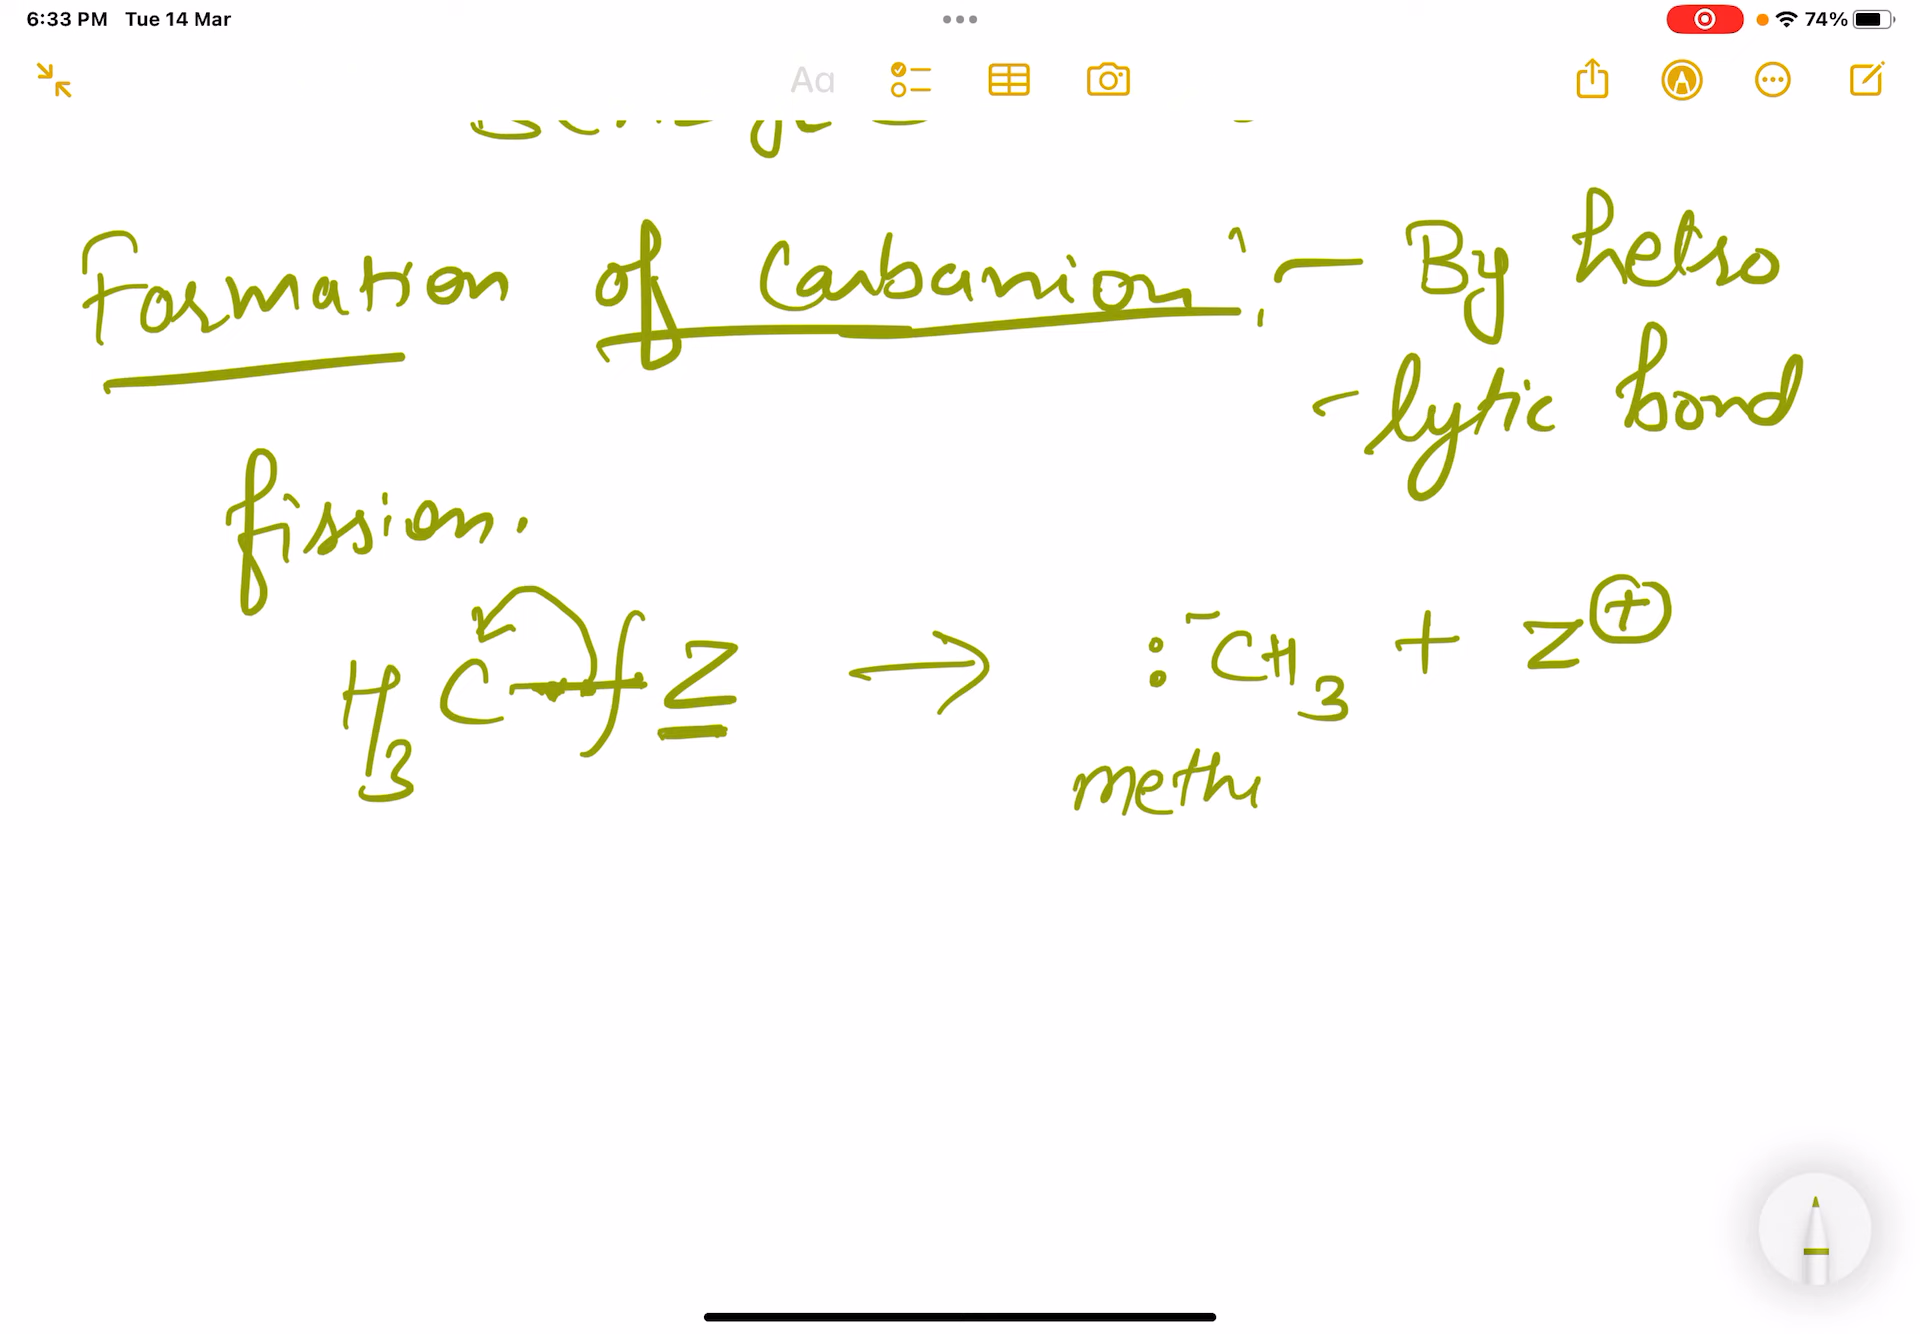 6:33 PM Tue 14 Mar
74%
Aa
Formation of Carbanion :- By hetro
-lytic bond
fission.
H3C-Z → :⁻CH3 + Z⊕
methy